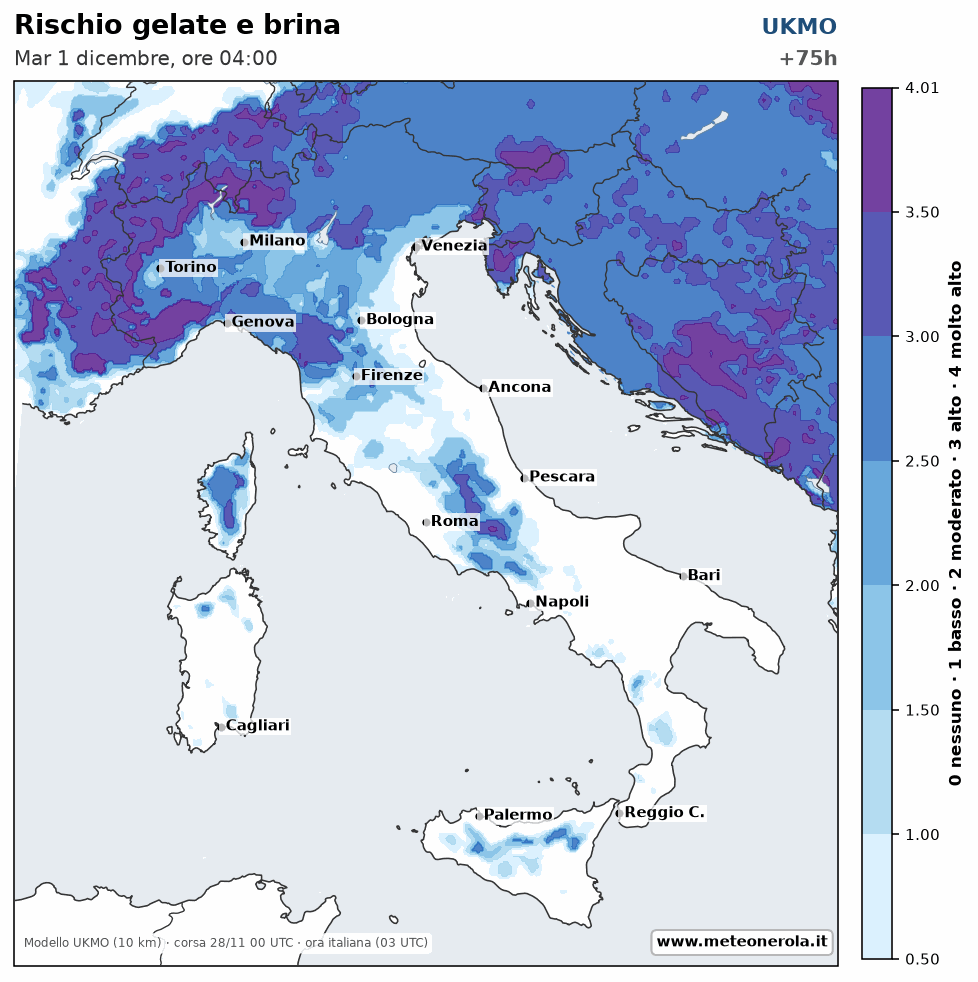 Rischio gelate e brina
UKMO
Mar 1 dicembre, ore 04:00
+75h
4.01
3.50
3.00
2.50
2.00
1.50
1.00
0.50
0 nessuno · 1 basso · 2 moderato · 3 alto · 4 molto alto
Milano
Venezia
Torino
Genova
Bologna
Firenze
Ancona
Pescara
Roma
Bari
Napoli
Cagliari
Palermo
Reggio C.
Modello UKMO (10 km) · corsa 28/11 00 UTC · ora italiana (03 UTC)
www.meteonerola.it